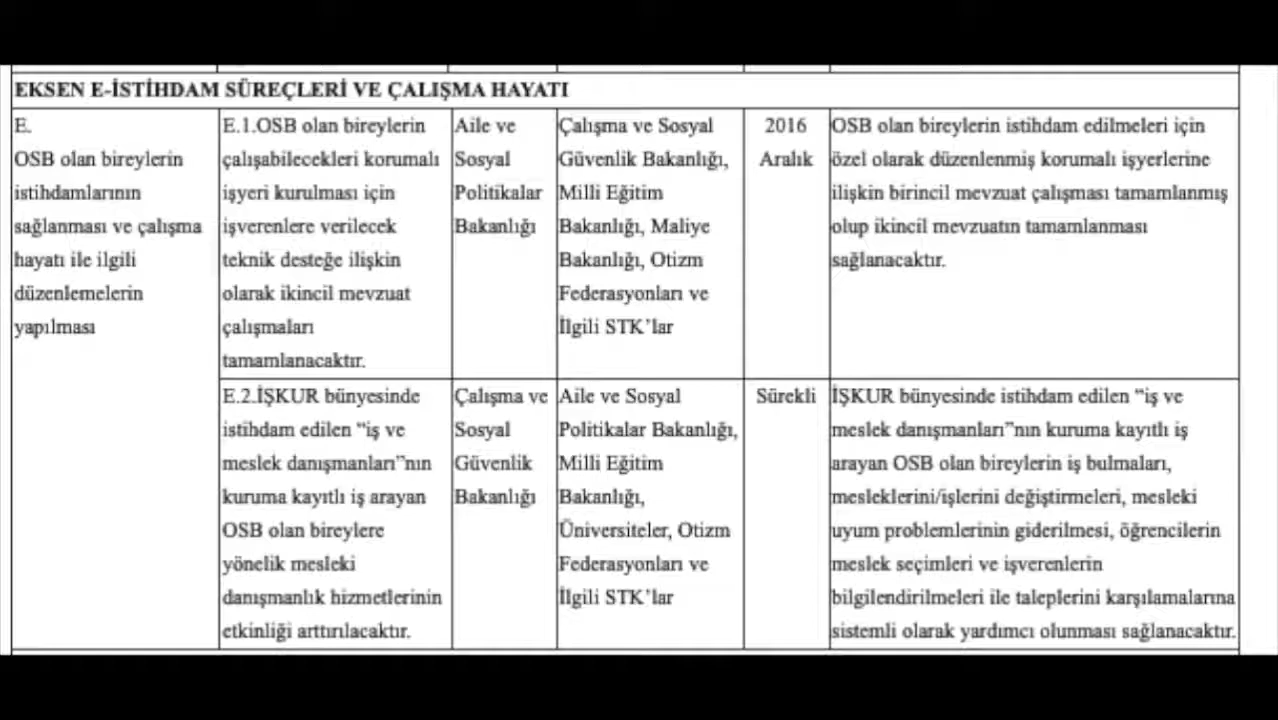 EKSEN E-İSTİHDAM SÜREÇLERİ VE ÇALIŞMA HAYATI
E.
OSB olan bireylerin
istihdamlarının
sağlanması ve çalışma
hayatı ile ilgili
düzenlemelerin
yapılması
E.1.OSB olan bireylerin
çalışabilecekleri korumalı
işyeri kurulması için
işverenlere verilecek
teknik desteğe ilişkin
olarak ikincil mevzuat
çalışmaları
tamamlanacaktır.
Aile ve
Sosyal
Politikalar
Bakanlığı
Çalışma ve Sosyal
Güvenlik Bakanlığı,
Milli Eğitim
Bakanlığı, Maliye
Bakanlığı, Otizm
Federasyonları ve
İlgili STK’lar
2016
Aralık
OSB olan bireylerin istihdam edilmeleri için
özel olarak düzenlenmiş korumalı işyerlerine
ilişkin birincil mevzuat çalışması tamamlanmış
olup ikincil mevzuatın tamamlanması
sağlanacaktır.
E.2.İŞKUR bünyesinde
istihdam edilen “iş ve
meslek danışmanları”nın
kuruma kayıtlı iş arayan
OSB olan bireylere
yönelik mesleki
danışmanlık hizmetlerinin
etkinliği arttırılacaktır.
Çalışma ve
Sosyal
Güvenlik
Bakanlığı
Aile ve Sosyal
Politikalar Bakanlığı,
Milli Eğitim
Bakanlığı,
Üniversiteler, Otizm
Federasyonları ve
İlgili STK’lar
Sürekli
İŞKUR bünyesinde istihdam edilen “iş ve
meslek danışmanları”nın kuruma kayıtlı iş
arayan OSB olan bireylerin iş bulmaları,
mesleklerini/işlerini değiştirmeleri, mesleki
uyum problemlerinin giderilmesi, öğrencilerin
meslek seçimleri ve işverenlerin
bilgilendirilmeleri ile taleplerini karşılamalarına
sistemli olarak yardımcı olunması sağlanacaktır.